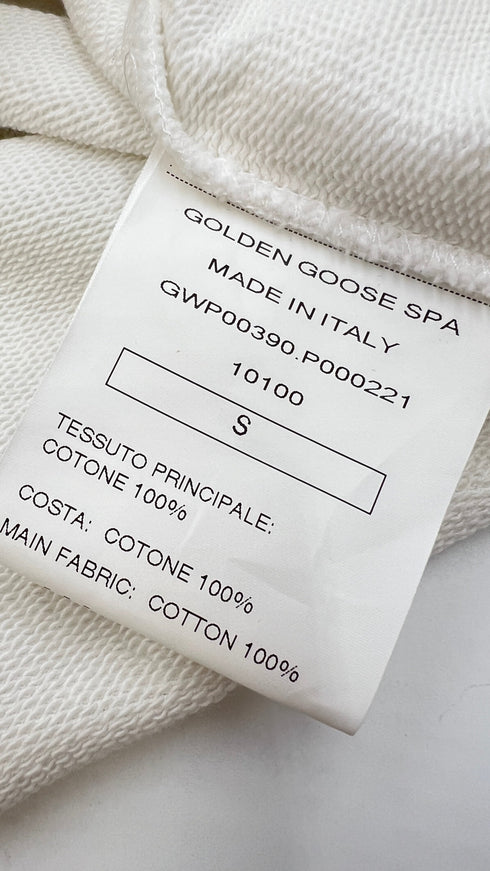 GOLDEN GOOSE SPA
MADE IN ITALY
GWP00390.P000221
10100
S
TESSUTO PRINCIPALE:
COTONE 100%
COSTA: COTONE 100%
MAIN FABRIC: COTTON 100%